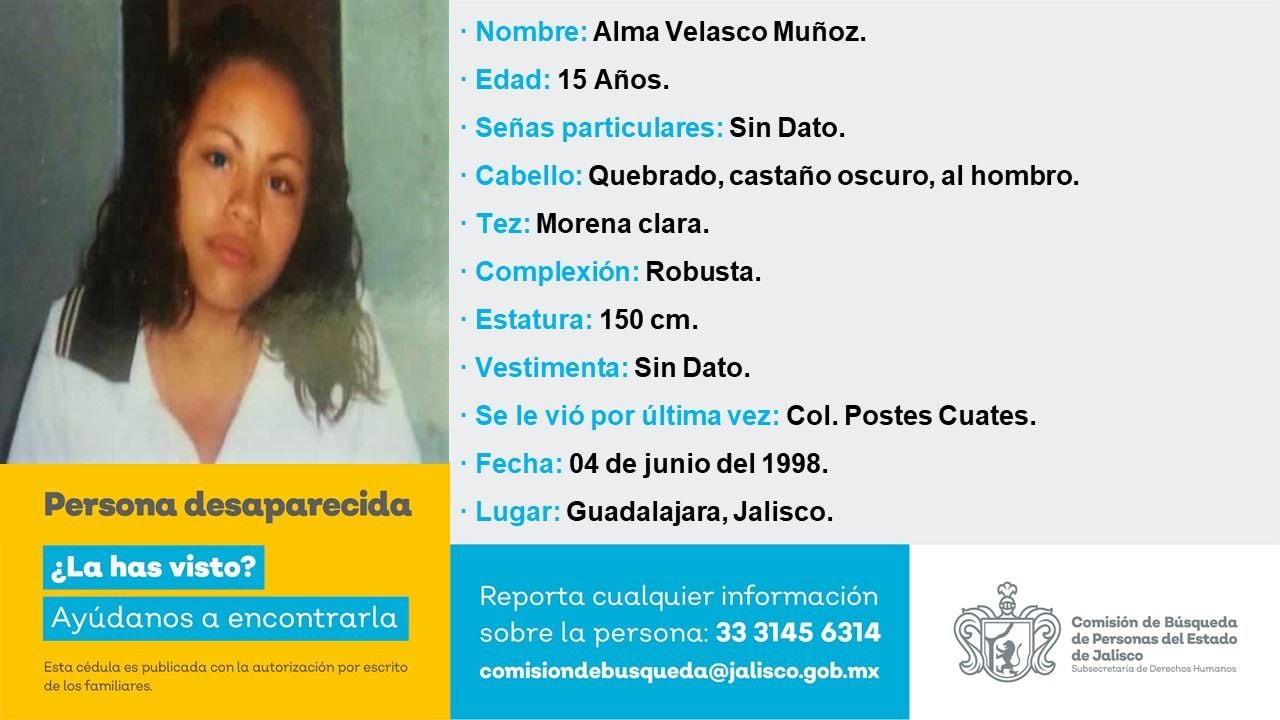 · Nombre: Alma Velasco Muñoz.
· Edad: 15 Años.
· Señas particulares: Sin Dato.
· Cabello: Quebrado, castaño oscuro, al hombro.
· Tez: Morena clara.
· Complexión: Robusta.
· Estatura: 150 cm.
· Vestimenta: Sin Dato.
· Se le vió por última vez: Col. Postes Cuates.
· Fecha: 04 de junio del 1998.
· Lugar: Guadalajara, Jalisco.
Persona desaparecida
¿La has visto?
Ayúdanos a encontrarla
Esta cédula es publicada con la autorización por escrito
de los familiares.
Reporta cualquier información
sobre la persona: 33 3145 6314
comisiondebusqueda@jalisco.gob.mx
Comisión de Búsqueda
de Personas del Estado
de Jalisco
Subsecretaría de Derechos Humanos